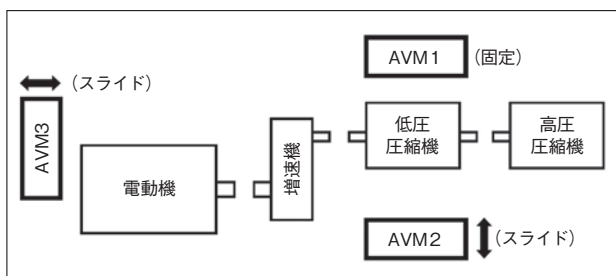 AVM1
(固定)
(スライド)
AVM3
電動機
増速機
低圧
圧縮機
高圧
圧縮機
AVM2
(スライド)